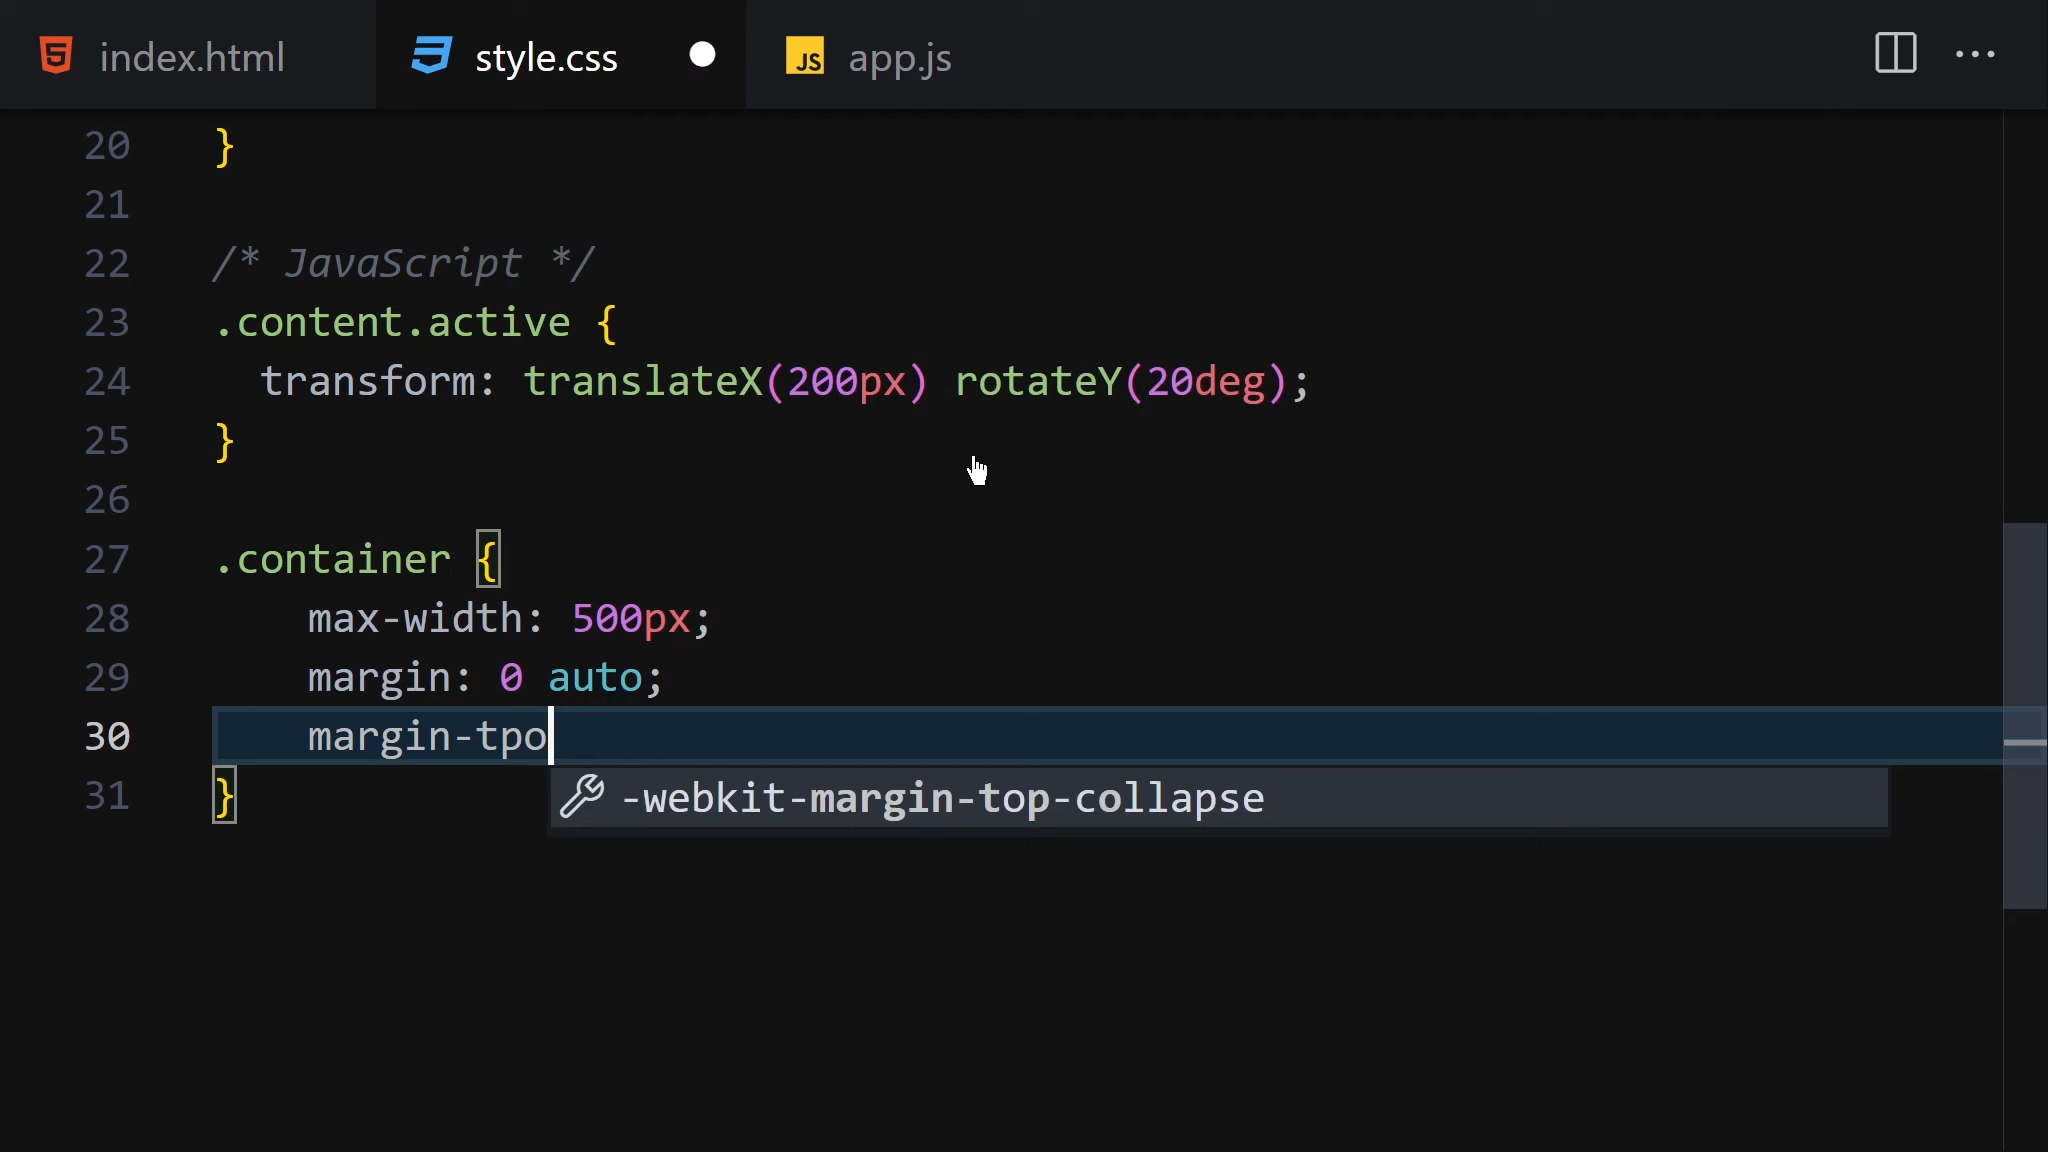 index.html style.css app.js
20 }
21
22 /* JavaScript */
23 .content.active {
24 transform: translateX(200px) rotateY(20deg);
25 }
26
27 .container {
28 max-width: 500px;
29 margin: 0 auto;
30 margin-tpo
31 } -webkit-margin-top-collapse